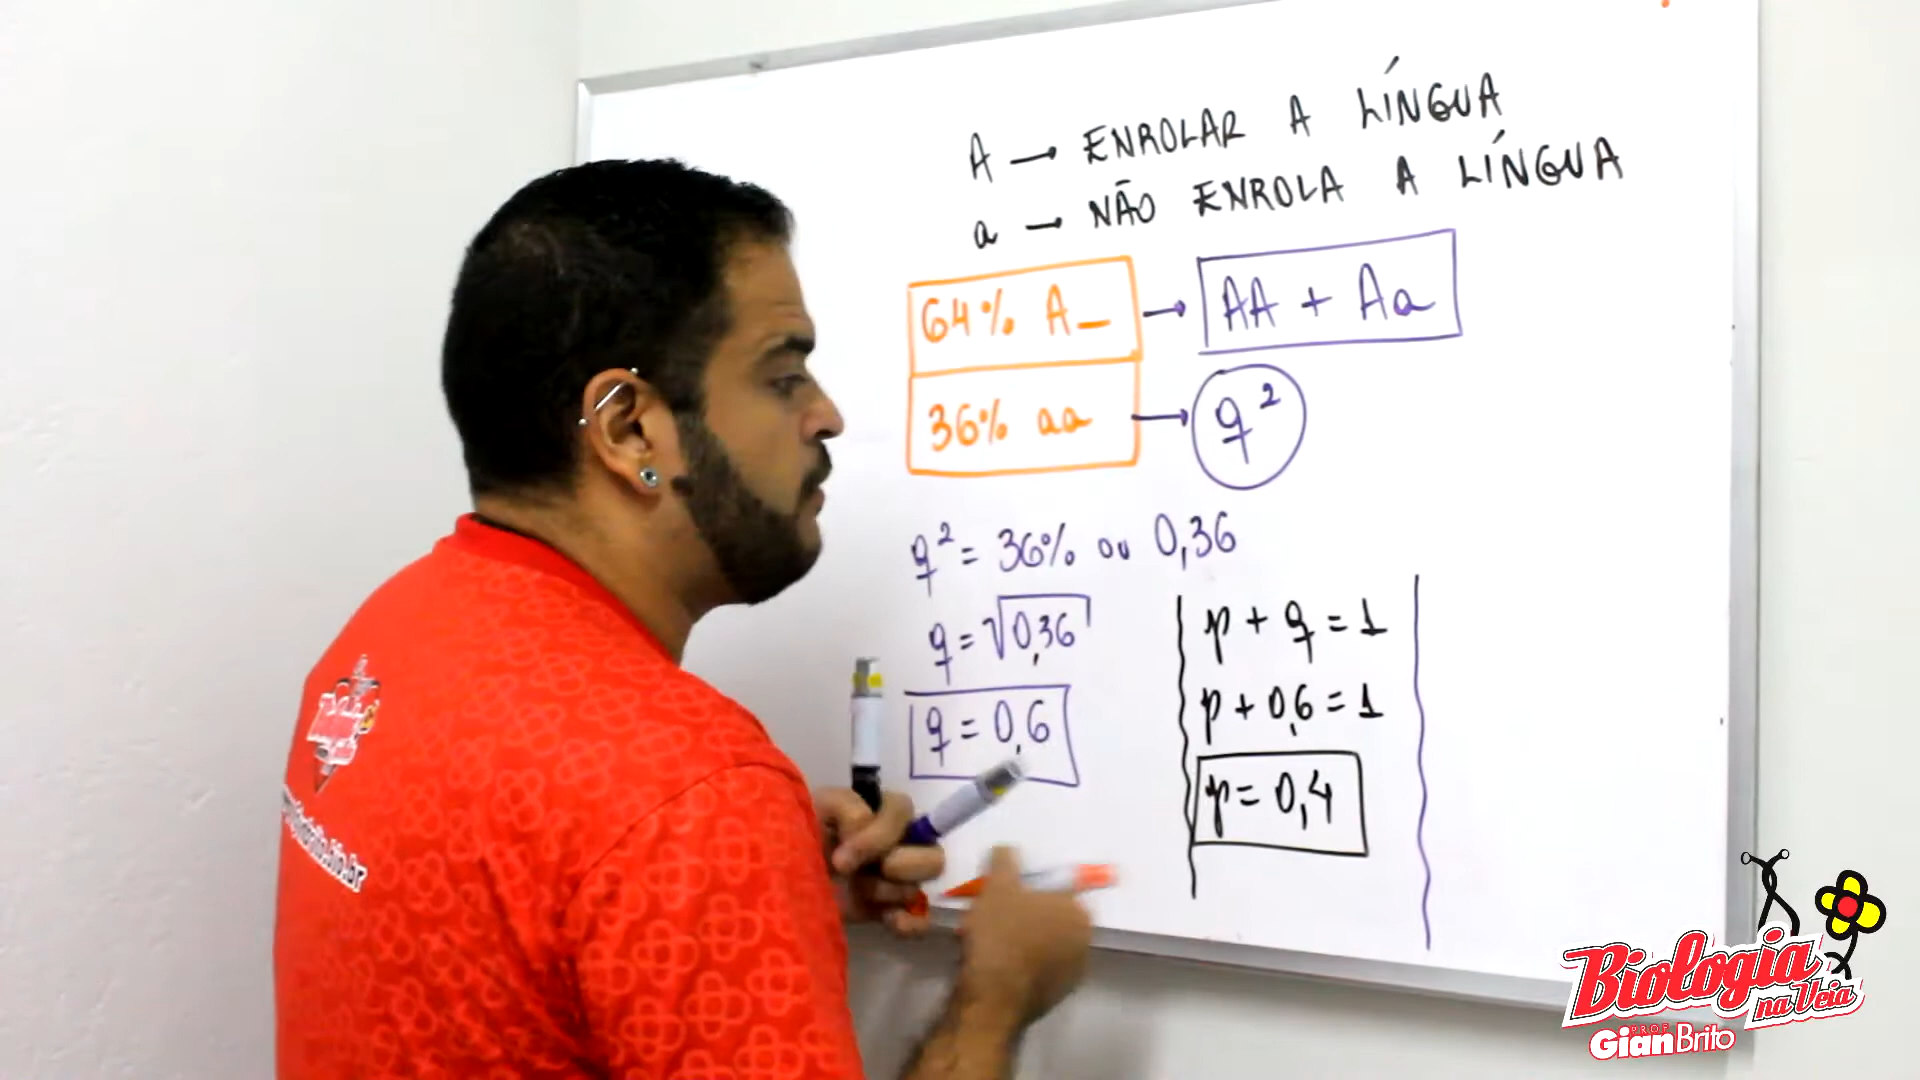 A → ENROLAR A LÍNGUA
a → NÃO ENROLA A LÍNGUA
64% A_ → AA + Aa
36% aa → q²
q² = 36% ou 0,36
q = √0,36
q = 0,6
p + q = 1
p + 0,6 = 1
p = 0,4
Biologia
na Veia
PROF.
Gian Brito